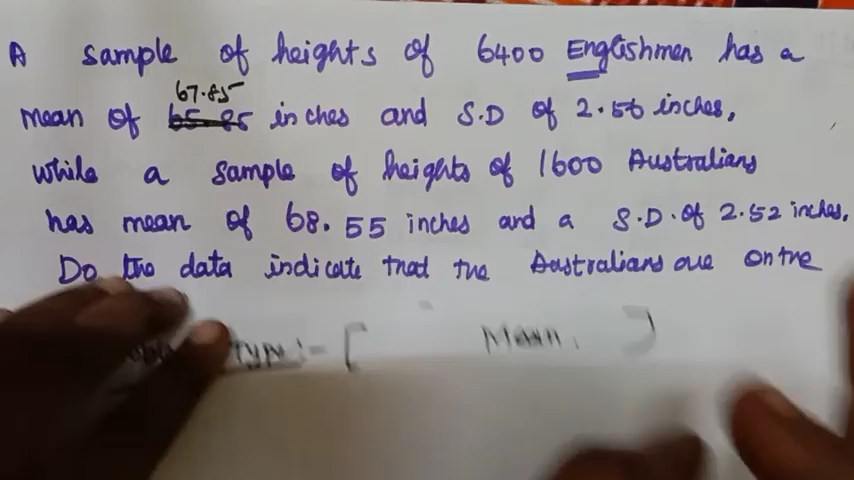 A sample of heights of 6400 Englishmen has a
67.85
mean of 65 85 inches and S.D of 2.56 inches,
while a sample of heights of 1600 Australians
has mean of 68.55 inches and a S.D. of 2.52 inches.
Do the data indicate that the Australians are on the
Type:- [ Mean. ]